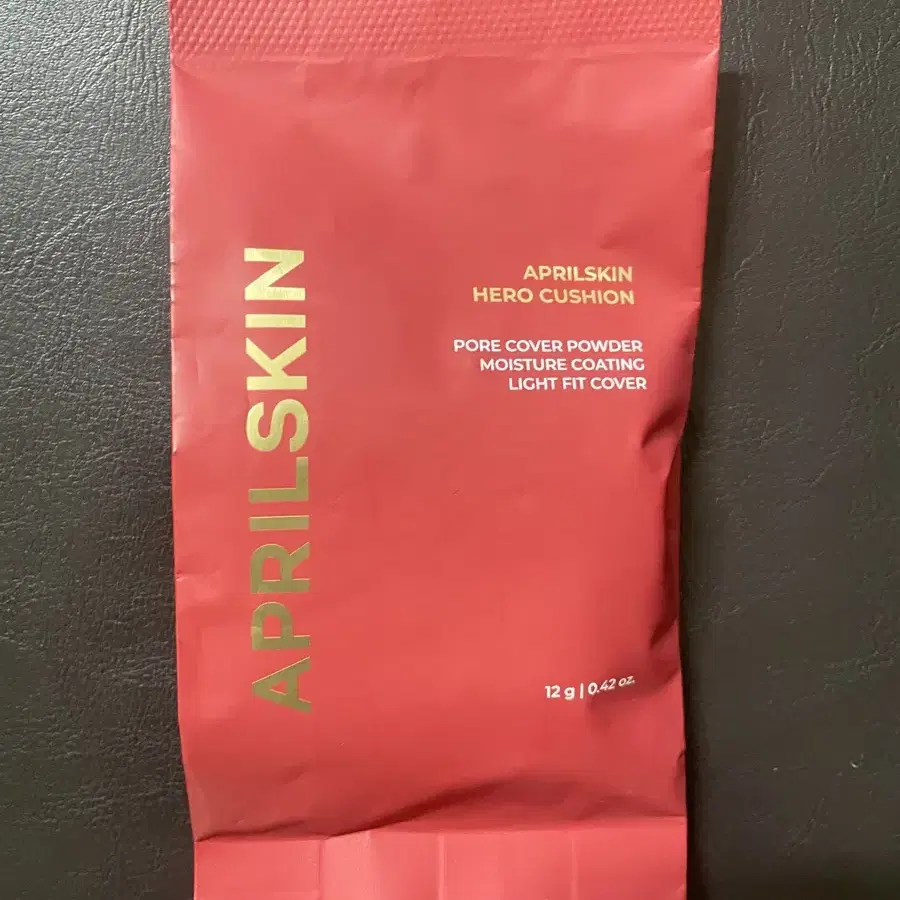 APRILSKIN
APRILSKIN
HERO CUSHION
PORE COVER POWDER
MOISTURE COATING
LIGHT FIT COVER
12 g | 0.42 oz.